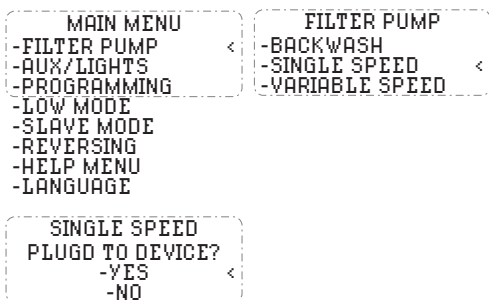 MAIN MENU
-FILTER PUMP <
-AUX/LIGHTS
-PROGRAMMING
-LOW MODE
-SLAVE MODE
-REVERSING
-HELP MENU
-LANGUAGE
FILTER PUMP
-BACKWASH
-SINGLE SPEED <
-VARIABLE SPEED
SINGLE SPEED
PLUGD TO DEVICE?
-YES <
-NO